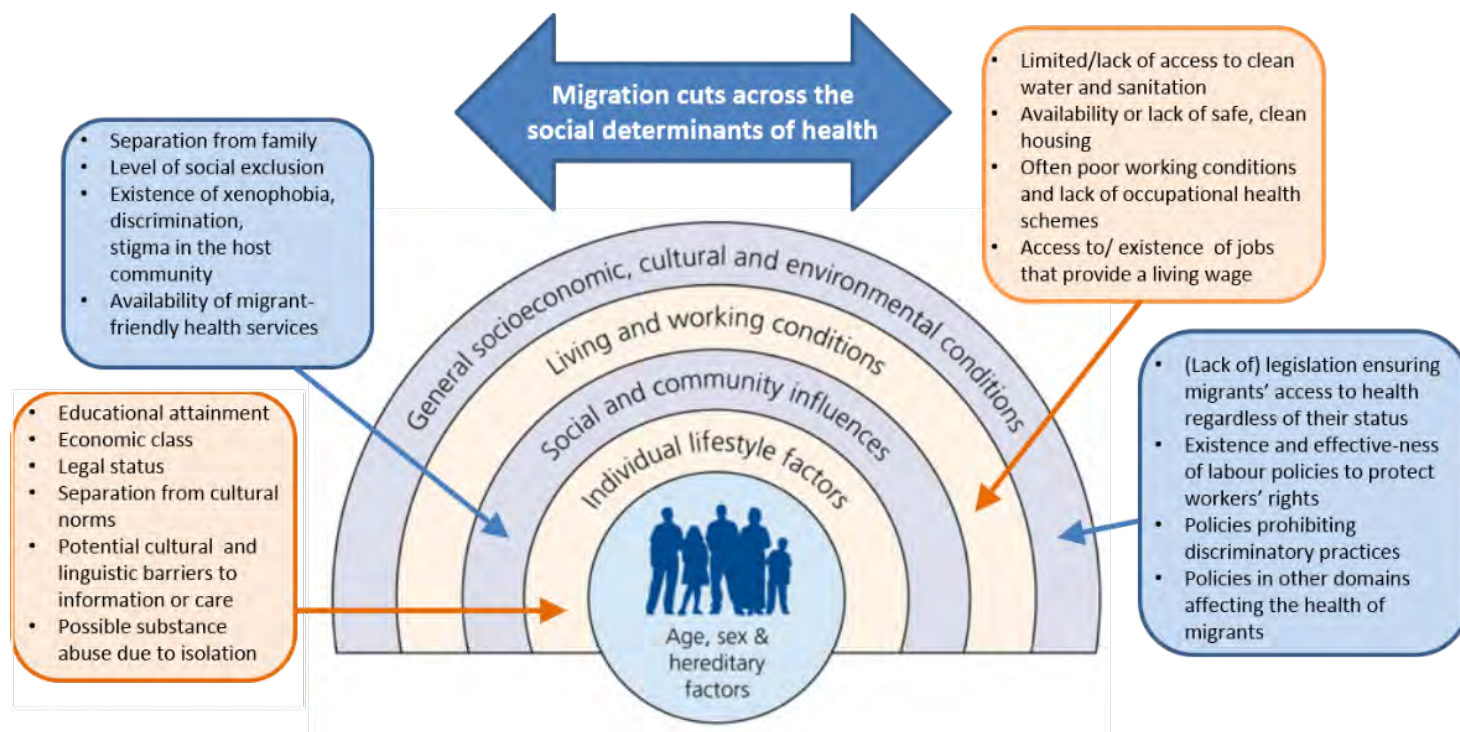 Migration cuts across the
social determinants of health
• Separation from family
• Level of social exclusion
• Existence of xenophobia,
discrimination,
stigma in the host
community
• Availability of migrant-
friendly health services
• Limited/lack of access to clean
water and sanitation
• Availability or lack of safe, clean
housing
• Often poor working conditions
and lack of occupational health
schemes
• Access to/ existence of jobs
that provide a living wage
• Educational attainment
• Economic class
• Legal status
• Separation from cultural
norms
• Potential cultural and
linguistic barriers to
information or care
• Possible substance
abuse due to isolation
General socioeconomic, cultural and environmental conditions
Living and working conditions
Social and community influences
Individual lifestyle factors
Age, sex &
hereditary
factors
• (Lack of) legislation ensuring
migrants’ access to health
regardless of their status
• Existence and effective-ness
of labour policies to protect
workers’ rights
• Policies prohibiting
discriminatory practices
• Policies in other domains
affecting the health of
migrants